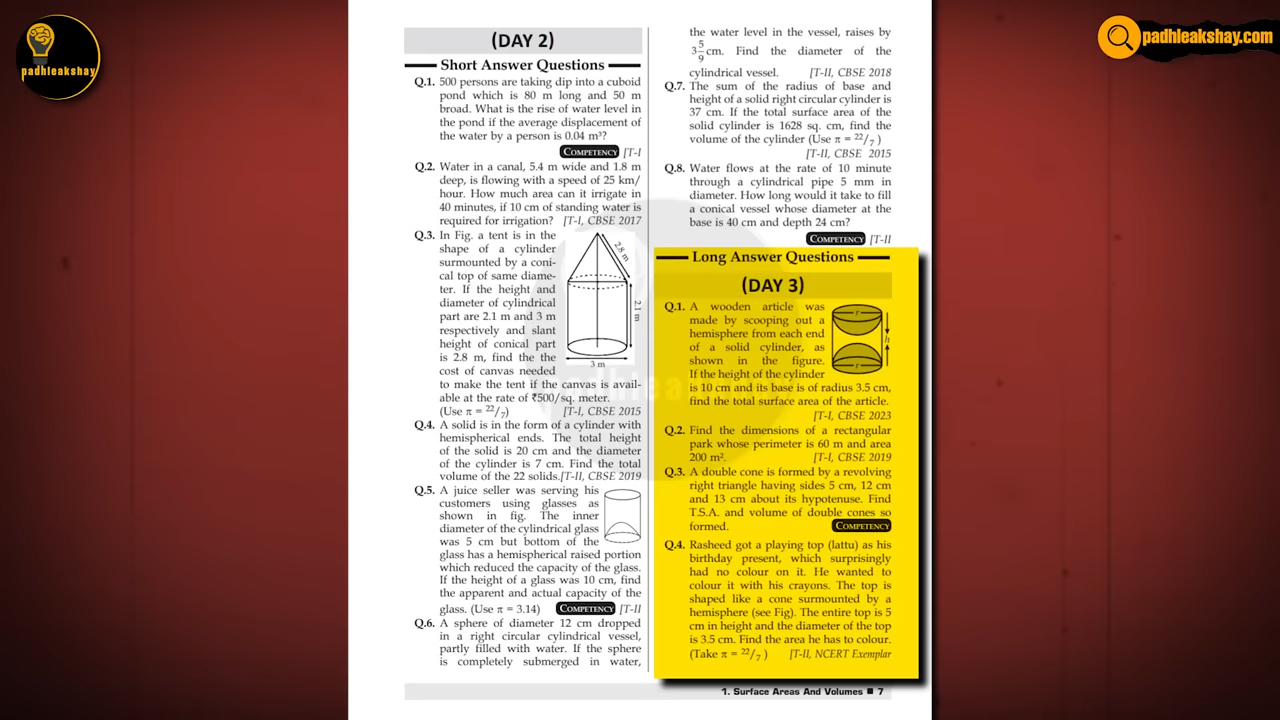 padhleakshay
padhleakshay.com
(DAY 2)
Short Answer Questions
Q.1. 500 persons are taking dip into a cuboid
pond which is 80 m long and 50 m
broad. What is the rise of water level in
the pond if the average displacement of
the water by a person is 0.04 m³?
COMPETENCY [T-I
Q.2. Water in a canal, 5.4 m wide and 1.8 m
deep, is flowing with a speed of 25 km/
hour. How much area can it irrigate in
40 minutes, if 10 cm of standing water is
required for irrigation? [T-I, CBSE 2017
Q.3. In Fig. a tent is in the
shape of a cylinder
surmounted by a coni-
cal top of same diame-
ter. If the height and
diameter of cylindrical
part are 2.1 m and 3 m
respectively and slant
height of conical part
is 2.8 m, find the the
cost of canvas needed
to make the tent if the canvas is avail-
able at the rate of ₹500/sq. meter.
(Use π = 22/7) [T-I, CBSE 2015
2.8 m
2.1 m
3 m
Q.4. A solid is in the form of a cylinder with
hemispherical ends. The total height
of the solid is 20 cm and the diameter
of the cylinder is 7 cm. Find the total
volume of the 22 solids.[T-II, CBSE 2019
Q.5. A juice seller was serving his
customers using glasses as
shown in fig. The inner
diameter of the cylindrical glass
was 5 cm but bottom of the
glass has a hemispherical raised portion
which reduced the capacity of the glass.
If the height of a glass was 10 cm, find
the apparent and actual capacity of the
glass. (Use π = 3.14) COMPETENCY [T-II
Q.6. A sphere of diameter 12 cm dropped
in a right circular cylindrical vessel,
partly filled with water. If the sphere
is completely submerged in water,
the water level in the vessel, raises by
3 5/9 cm. Find the diameter of the
cylindrical vessel. [T-II, CBSE 2018
Q.7. The sum of the radius of base and
height of a solid right circular cylinder is
37 cm. If the total surface area of the
solid cylinder is 1628 sq. cm, find the
volume of the cylinder (Use π = 22/7 )
[T-II, CBSE 2015
Q.8. Water flows at the rate of 10 minute
through a cylindrical pipe 5 mm in
diameter. How long would it take to fill
a conical vessel whose diameter at the
base is 40 cm and depth 24 cm?
COMPETENCY [T-II
Long Answer Questions
(DAY 3)
Q.1. A wooden article was
made by scooping out a
hemisphere from each end
of a solid cylinder, as
shown in the figure.
If the height of the cylinder
is 10 cm and its base is of radius 3.5 cm,
find the total surface area of the article.
[T-I, CBSE 2023
r
h
r
Q.2. Find the dimensions of a rectangular
park whose perimeter is 60 m and area
200 m². [T-I, CBSE 2019
Q.3. A double cone is formed by a revolving
right triangle having sides 5 cm, 12 cm
and 13 cm about its hypotenuse. Find
T.S.A. and volume of double cones so
formed. COMPETENCY
Q.4. Rasheed got a playing top (lattu) as his
birthday present, which surprisingly
had no colour on it. He wanted to
colour it with his crayons. The top is
shaped like a cone surmounted by a
hemisphere (see Fig). The entire top is 5
cm in height and the diameter of the top
is 3.5 cm. Find the area he has to colour.
(Take π = 22/7 ) [T-II, NCERT Exemplar
1. Surface Areas And Volumes ■ 7